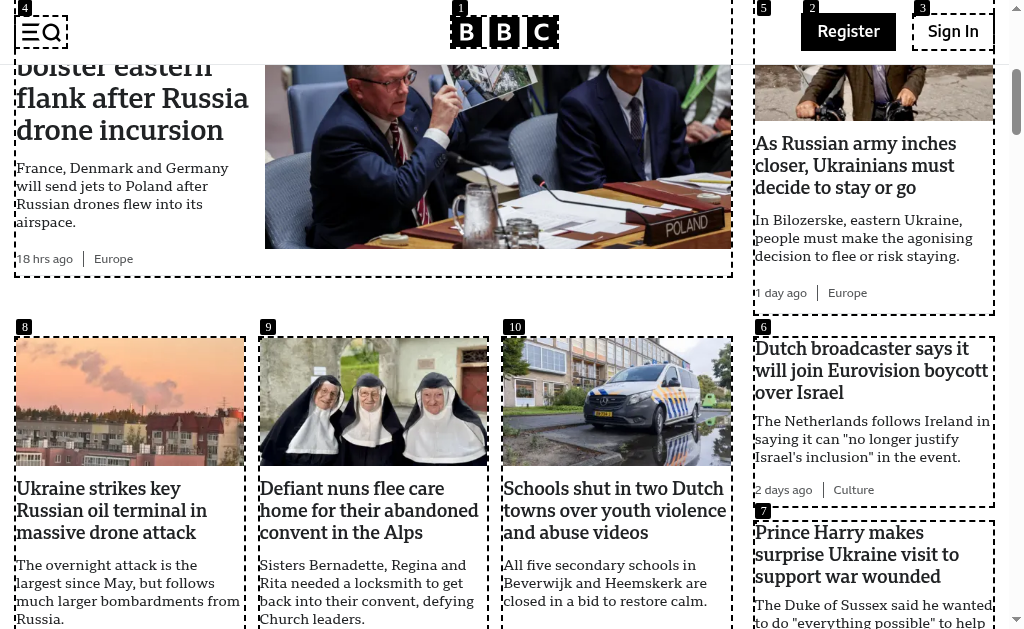 4
1
BBC
5
2
Register
3
Sign In
bolster eastern
flank after Russia
drone incursion
France, Denmark and Germany
will send jets to Poland after
Russian drones flew into its
airspace.
18 hrs ago
Europe
POLAND
As Russian army inches
closer, Ukrainians must
decide to stay or go
In Bilozerske, eastern Ukraine,
people must make the agonising
decision to flee or risk staying.
1 day ago
Europe
8
Ukraine strikes key
Russian oil terminal in
massive drone attack
The overnight attack is the
largest since May, but follows
much larger bombardments from
Russia.
9
Defiant nuns flee care
home for their abandoned
convent in the Alps
Sisters Bernadette, Regina and
Rita needed a locksmith to get
back into their convent, defying
Church leaders.
10
Schools shut in two Dutch
towns over youth violence
and abuse videos
All five secondary schools in
Beverwijk and Heemskerk are
closed in a bid to restore calm.
6
Dutch broadcaster says it
will join Eurovision boycott
over Israel
The Netherlands follows Ireland in
saying it can "no longer justify
Israel's inclusion" in the event.
2 days ago
Culture
7
Prince Harry makes
surprise Ukraine visit to
support war wounded
The Duke of Sussex said he wanted
to do "everything possible" to help